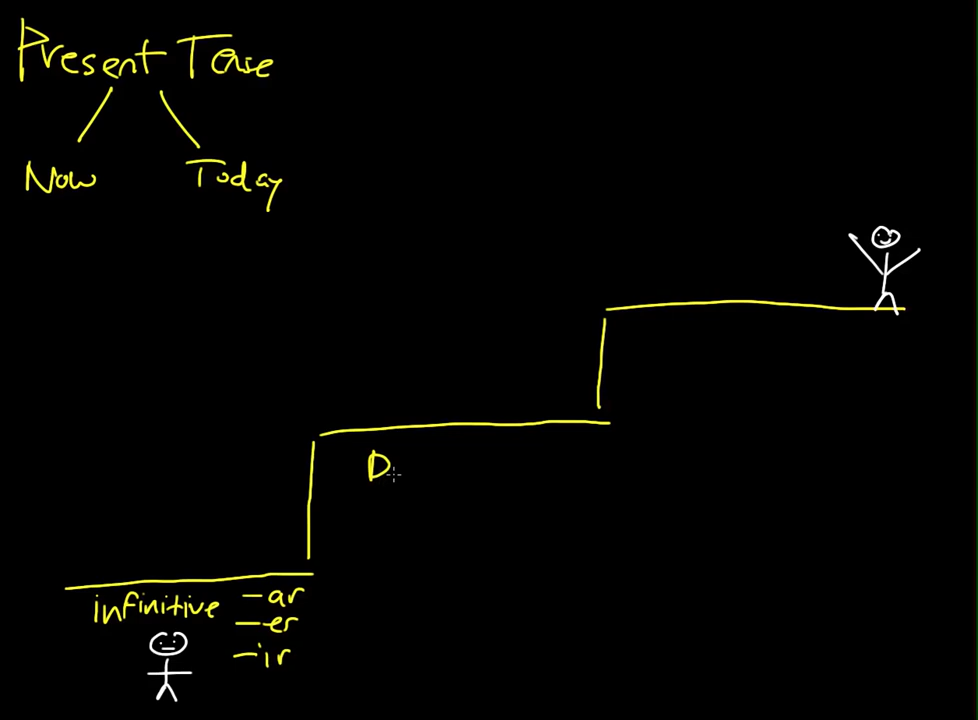 Present Tense
Now Today
D
infinitive -ar
-er
-ir